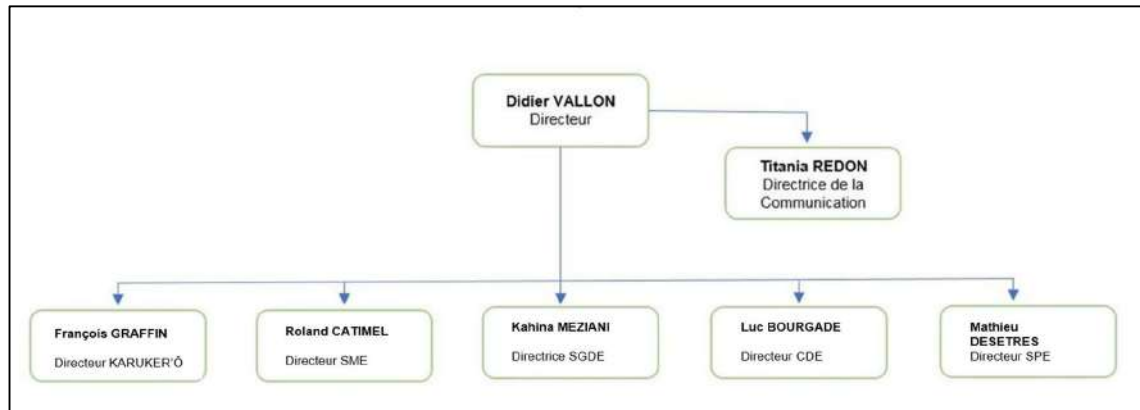 Didier VALLON
Directeur
Titania REDON
Directrice de la
Communication
François GRAFFIN
Directeur KARUKER'Ô
Roland CATIMEL
Directeur SME
Kahina MEZIANI
Directrice SGDE
Luc BOURGADE
Directeur CDE
Mathieu
DESETRES
Directeur SPE